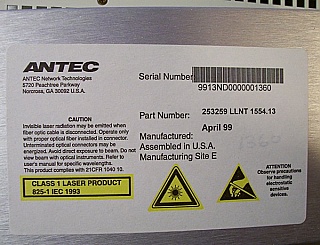 ANTEC
ANTEC Network Technologies
5720 Peachtree Parkway
Norcross, GA 30092 U.S.A.
Serial Number
9913ND0000001360
Part Number: 253259 LLNT 1554.13
April 99
Manufactured:
Assembled in U.S.A.
Manufacturing Site E
CAUTION
Invisible laser radiation may be emitted when
fiber optic cable is disconnected. Operate only
with proper optical fiber installed in connector.
Unterminated optical connectors may be
energized. Avoid direct exposure to beam. Do not
view beam with optical instruments. Refer to
user's manual for specific wavelengths.
This product complies with 21CFR 1040 10.
CLASS 1 LASER PRODUCT
825-1 IEC 1993
ATTENTION
Observe precautions
for handling
electrostatic
sensitive
devices.